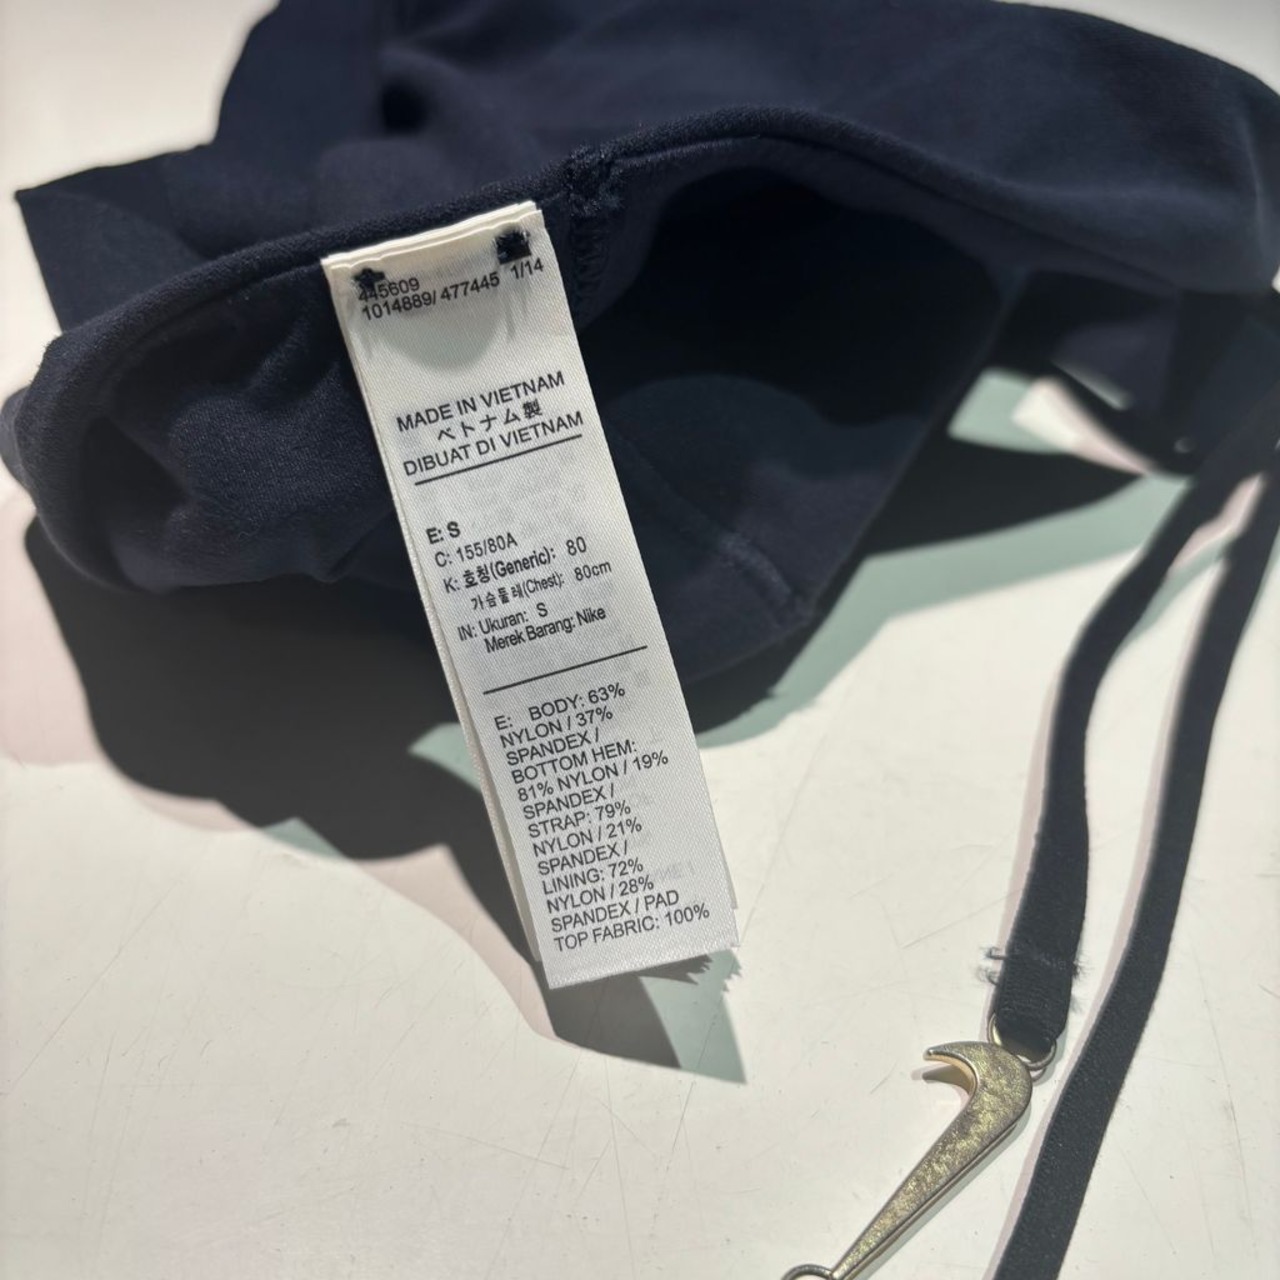 445609
1014889/ 477445 1/14
MADE IN VIETNAM
ベトナム製
DIBUAT DI VIETNAM
E: S
C: 155/80A
K: 호칭(Generic): 80
가슴둘레(Chest): 80cm
IN: Ukuran: S
Merek Barang: Nike
E: BODY: 63%
NYLON / 37%
SPANDEX /
BOTTOM HEM:
81% NYLON / 19%
SPANDEX /
STRAP: 79%
NYLON / 21%
SPANDEX /
LINING: 72%
NYLON / 28%
SPANDEX / PAD
TOP FABRIC: 100%